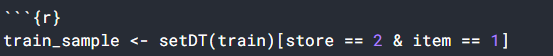 ```{r}
train_sample <- setDT(train)[store == 2 & item == 1]